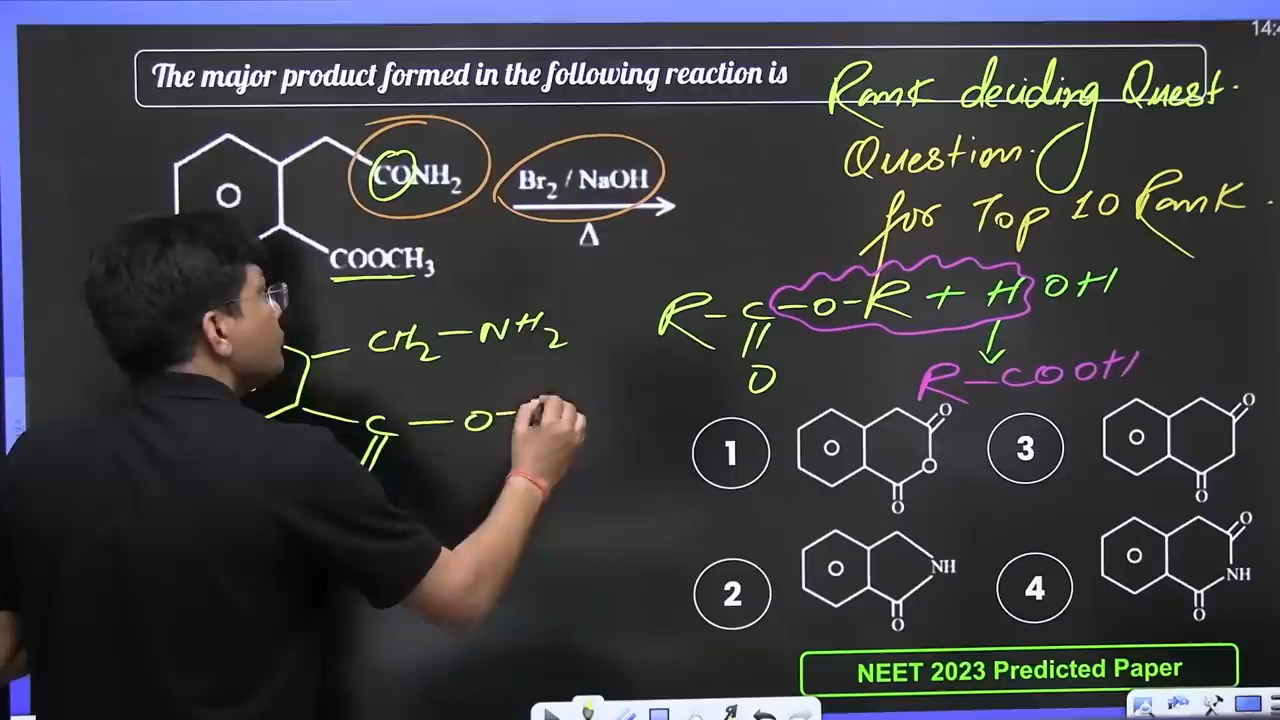 14:4
The major product formed in the following reaction is
Rank deciding Quest.
Question.
for Top 10 Rank.
CONH2
Br2 / NaOH
Δ
COOCH3
R-C-O-R + H OH
O
R-COOH
CH2-NH2
C-O-
1
O
O
O
3
O
O
2
NH
O
4
O
NH
O
NEET 2023 Predicted Paper